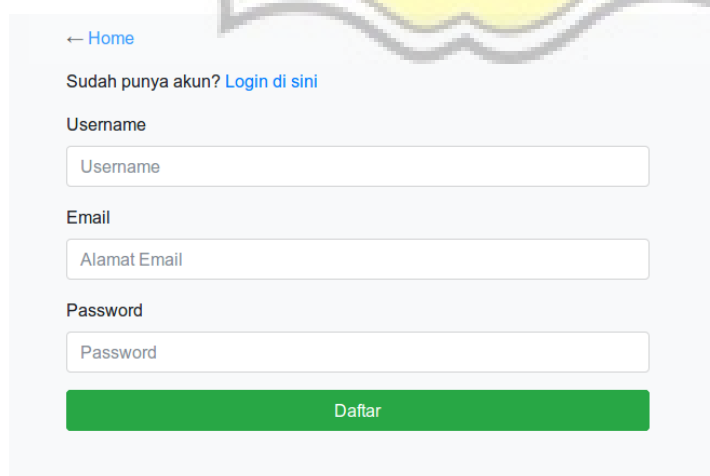 ← Home
Sudah punya akun? Login di sini
Username
Username
Email
Alamat Email
Password
Password
Daftar